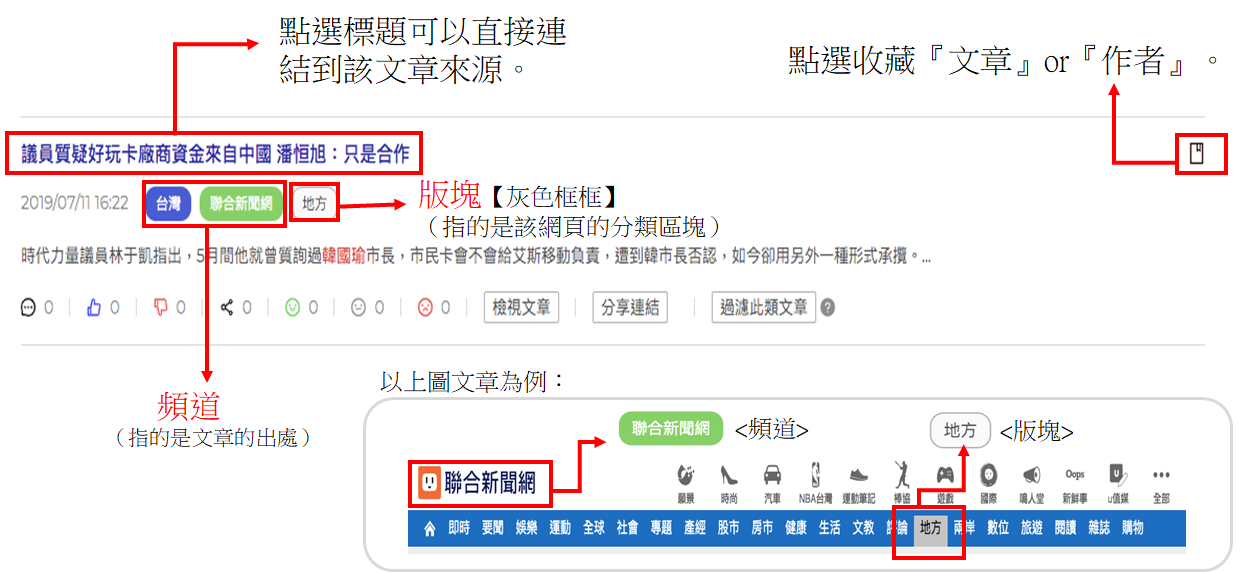 點選標題可以直接連
結到該文章來源。
點選收藏『文章』or『作者』。
議員質疑好玩卡廠商資金來自中國 潘恒旭：只是合作
2019/07/11 16:22 台灣 聯合新聞網 地方
版塊【灰色框框】
（指的是該網頁的分類區塊）
時代力量議員林于凱指出，5月間他就曾質詢過韓國瑜市長，市民卡會不會給艾斯移動負責，遭到韓市長否認，如今卻用另外一種形式承攬。...
0 0 0 0 0 0 0 檢視文章 分享連結 過濾此類文章 ?
頻道
（指的是文章的出處）
以上圖文章為例：
聯合新聞網 <頻道> 地方 <版塊>
聯合新聞網
願景 時尚 汽車 NBA台灣 運動筆記 棒協 遊戲 國際 鳴人堂 Oops 新鮮事 u值媒 全部
即時 要聞 娛樂 運動 全球 社會 專題 產經 股市 房市 健康 生活 文教 評論 地方 兩岸 數位 旅遊 閱讀 雜誌 購物